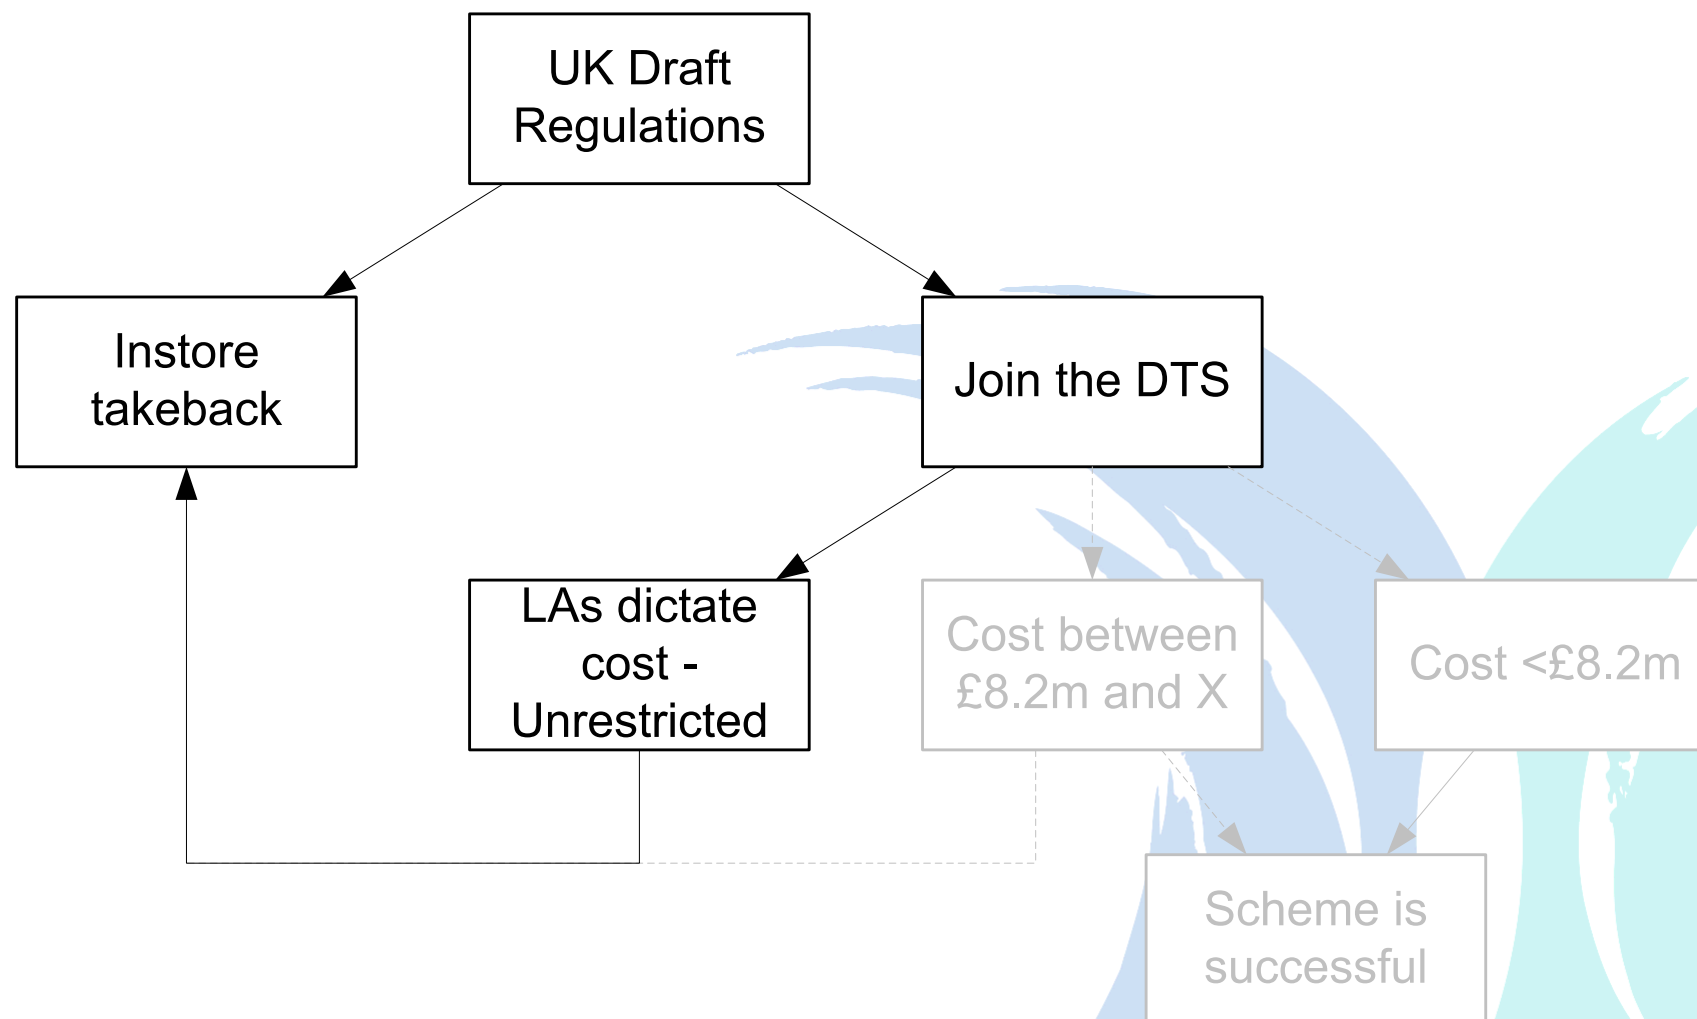 UK Draft
Regulations
Instore
takeback
Join the DTS
LAs dictate
cost -
Unrestricted
Cost between
£8.2m and X
Cost <£8.2m
Scheme is
successful